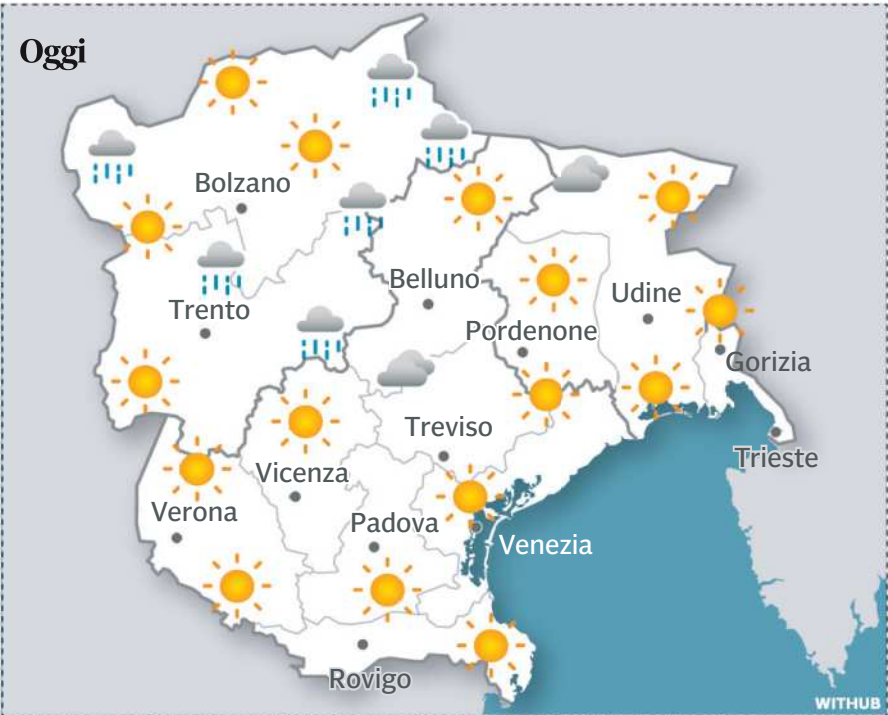 Oggi
Bolzano
Belluno
Trento
Udine
Pordenone
Gorizia
Treviso
Trieste
Vicenza
Verona
Padova
Venezia
Rovigo
WITHUB